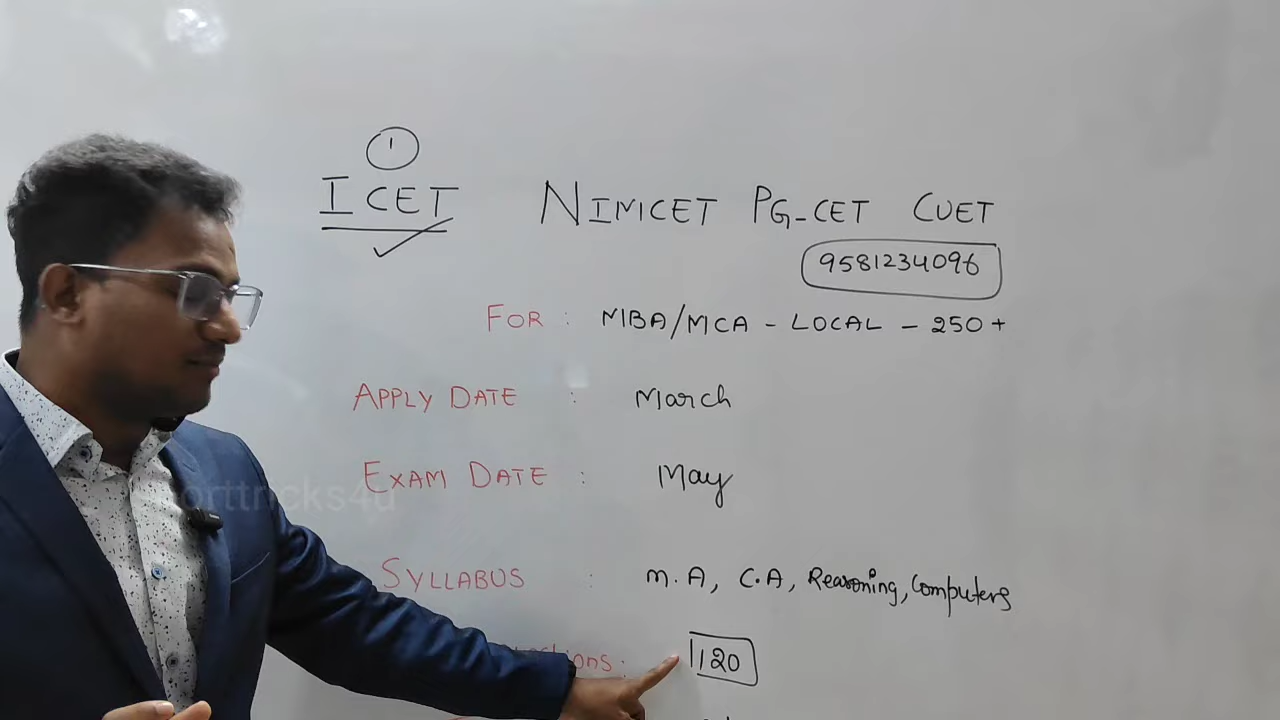 1
ICET NIMCET PG-CET CUET
9581234096
FOR : MBA/MCA - LOCAL - 250 +
APPLY DATE : March
EXAM DATE : May
SYLLABUS : M.A, C.A, Reasoning, Computers
120